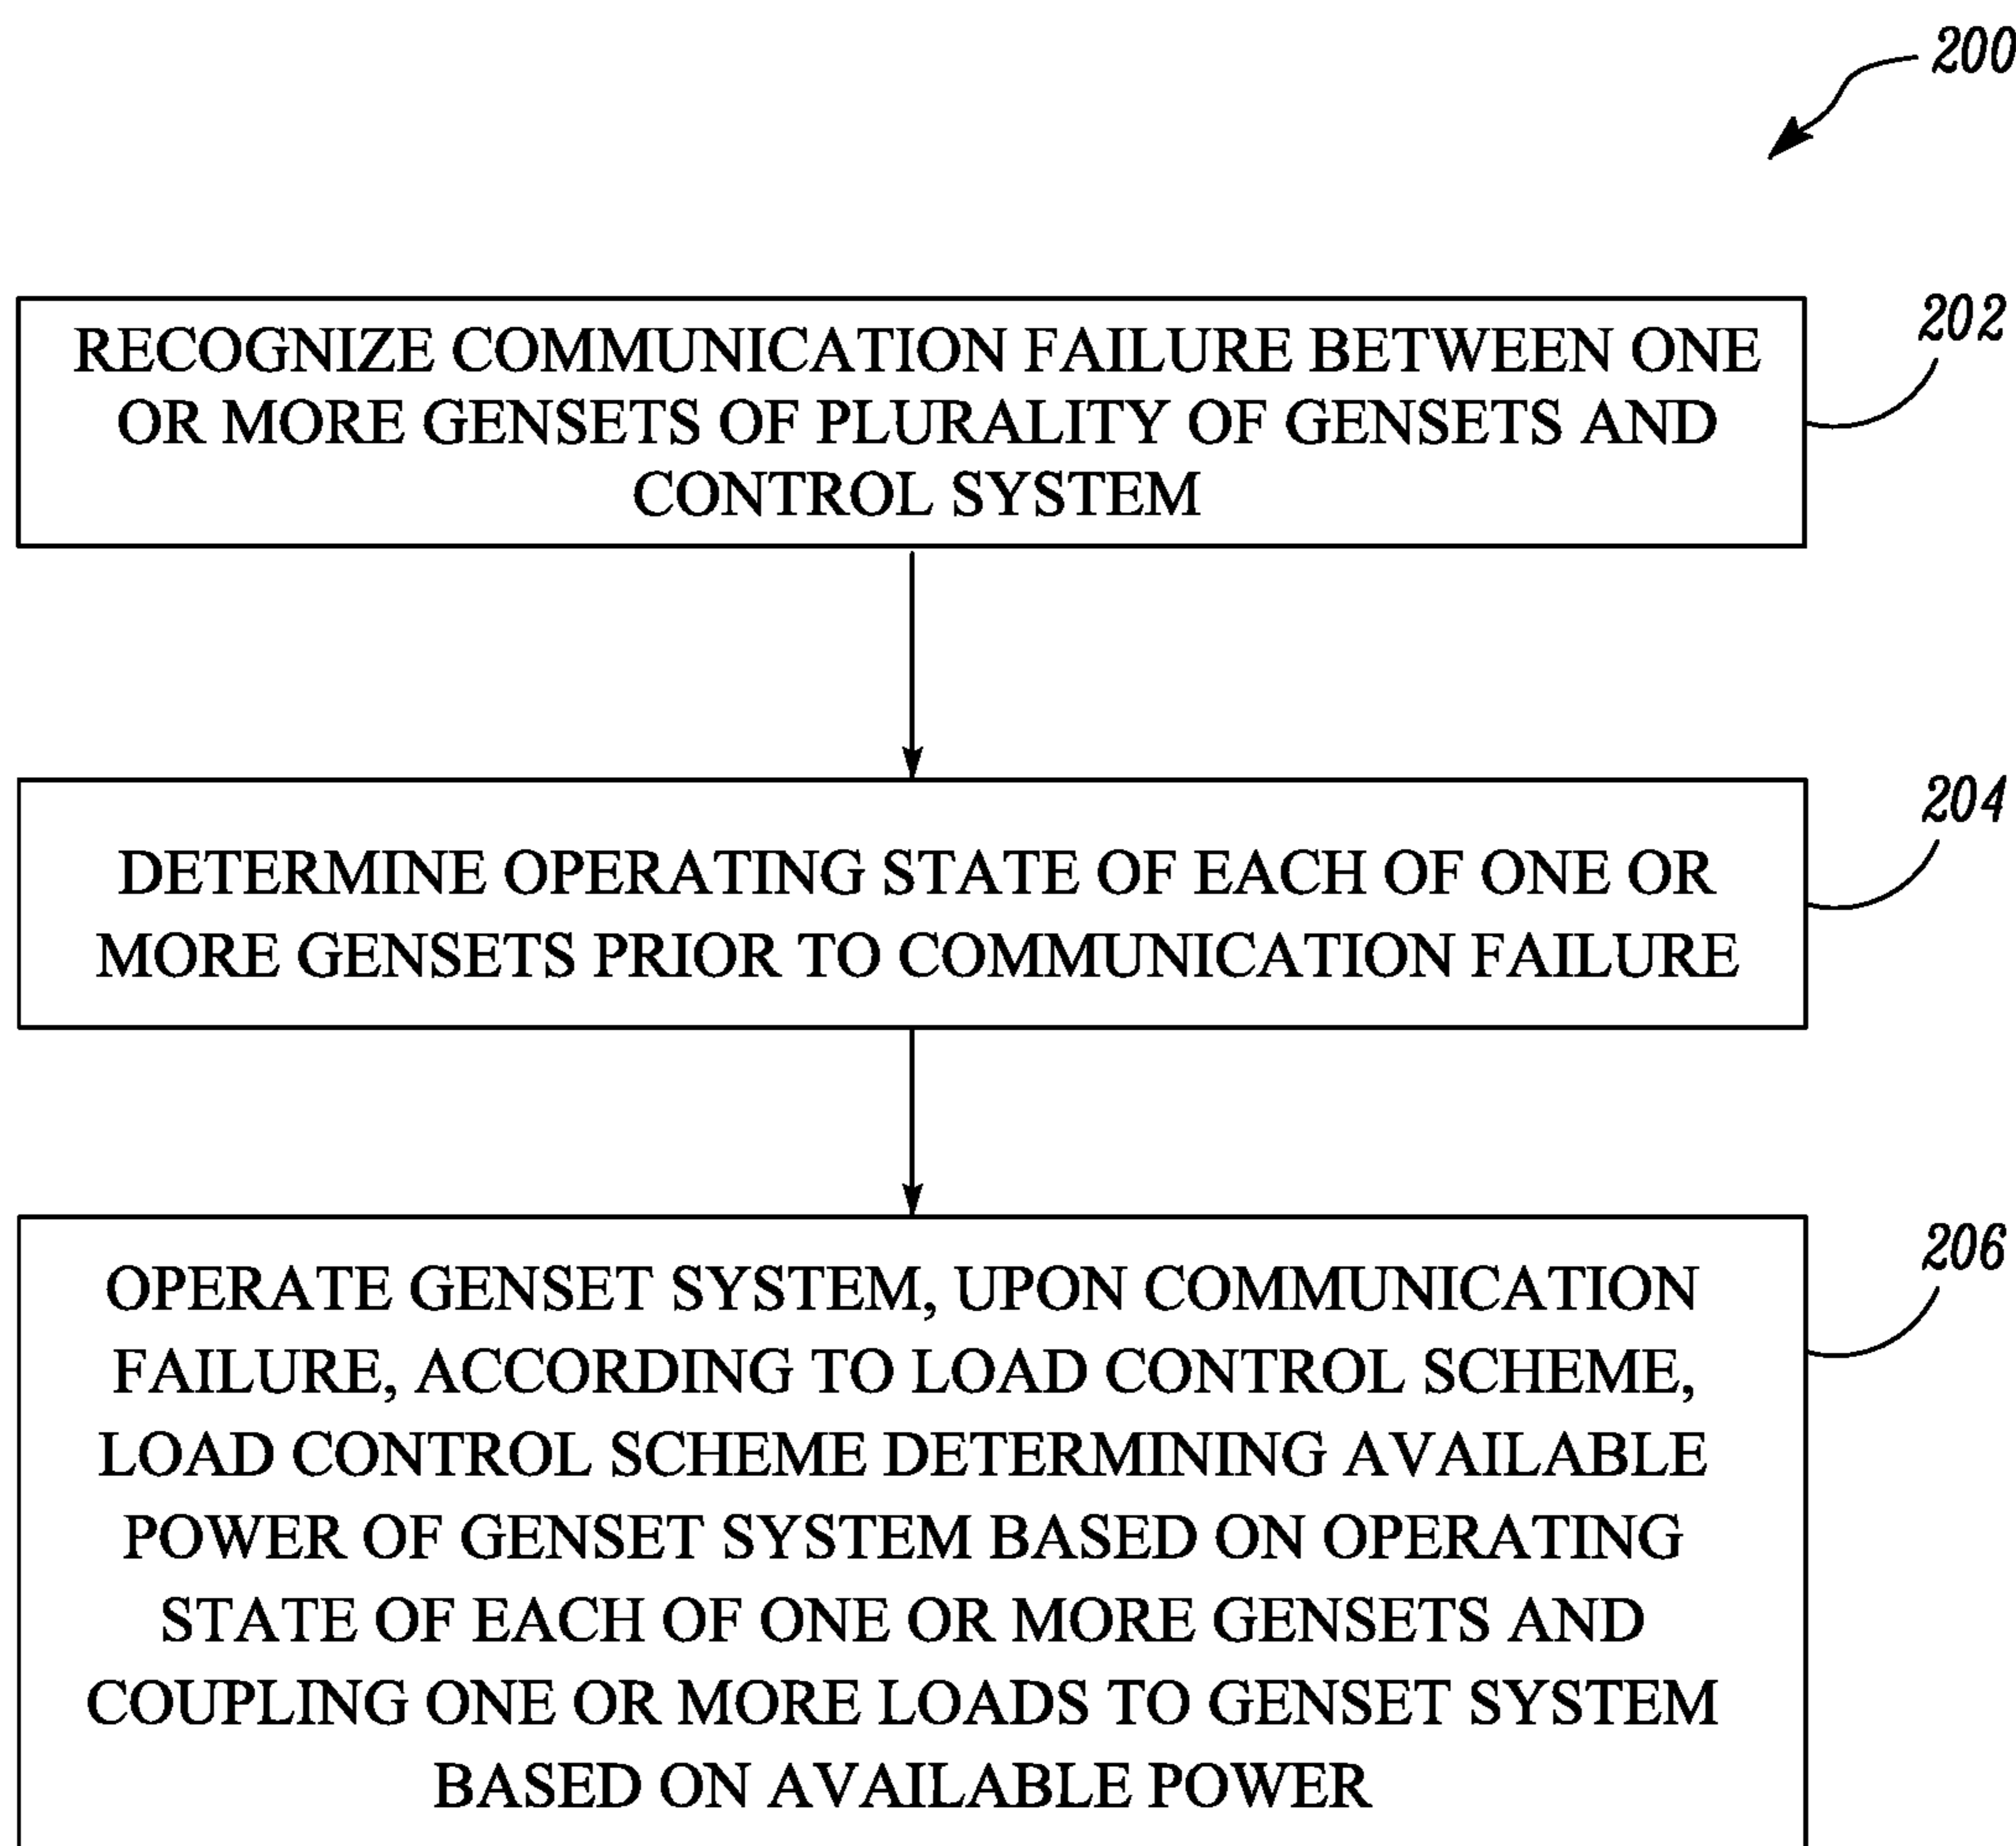 200
RECOGNIZE COMMUNICATION FAILURE BETWEEN ONE
OR MORE GENSETS OF PLURALITY OF GENSETS AND
CONTROL SYSTEM
202
DETERMINE OPERATING STATE OF EACH OF ONE OR
MORE GENSETS PRIOR TO COMMUNICATION FAILURE
204
OPERATE GENSET SYSTEM, UPON COMMUNICATION
FAILURE, ACCORDING TO LOAD CONTROL SCHEME,
LOAD CONTROL SCHEME DETERMINING AVAILABLE
POWER OF GENSET SYSTEM BASED ON OPERATING
STATE OF EACH OF ONE OR MORE GENSETS AND
COUPLING ONE OR MORE LOADS TO GENSET SYSTEM
BASED ON AVAILABLE POWER
206